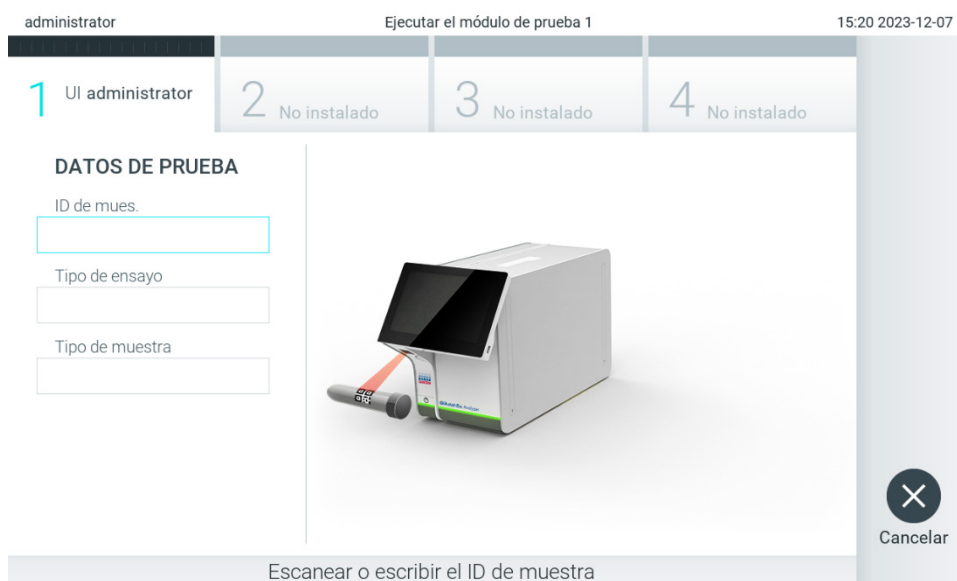 administrator Ejecutar el módulo de prueba 1 15:20 2023-12-07
1 UI administrator
2 No instalado
3 No instalado
4 No instalado
DATOS DE PRUEBA
ID de mues.
Tipo de ensayo
Tipo de muestra
Cancelar
Escanear o escribir el ID de muestra